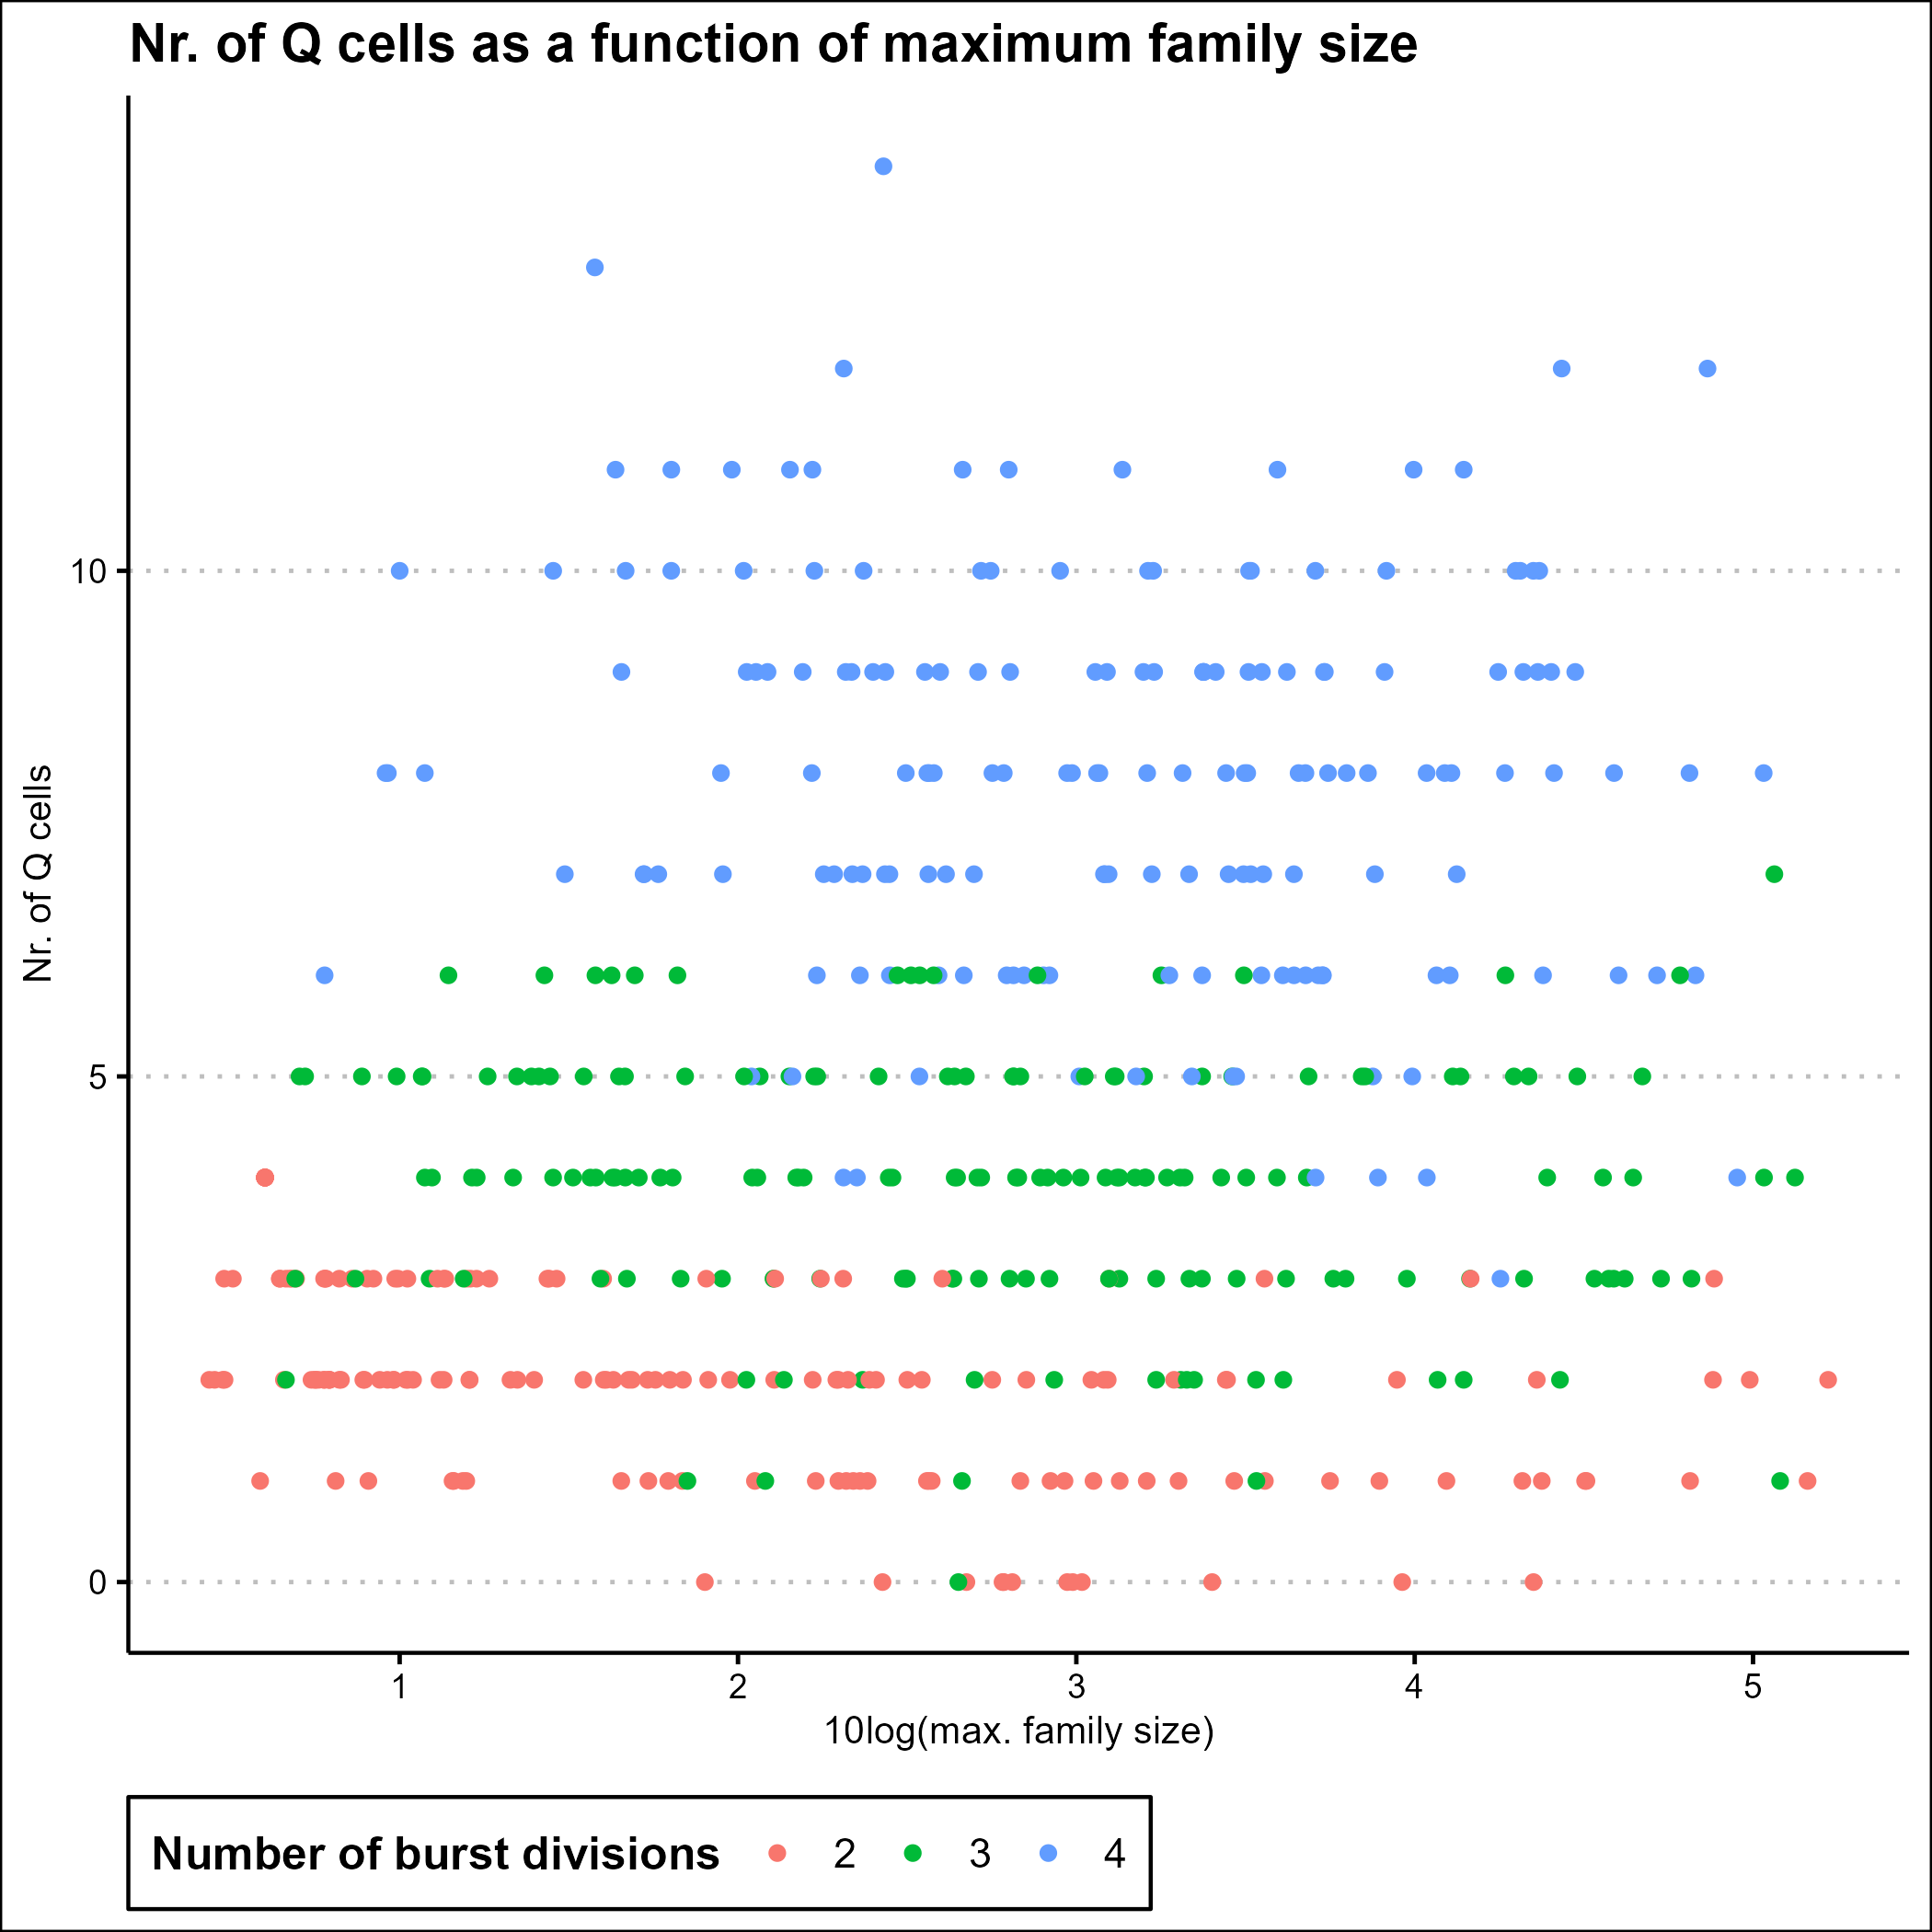 Nr. of Q cells as a function of maximum family size
Nr. of Q cells
10
5
0
1 2 3 4 5
10log(max. family size)
Number of burst divisions 2 3 4